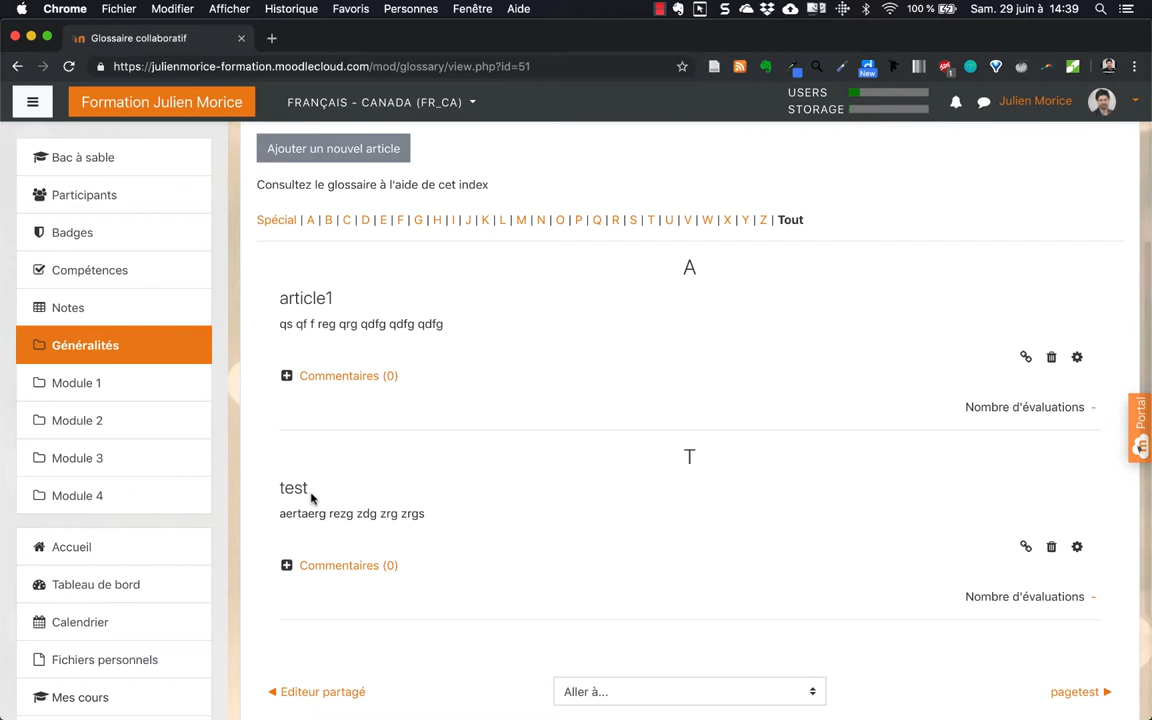 Chrome Fichier Modifier Afficher Historique Favoris Personnes Fenêtre Aide 100 % Sam. 29 juin à 14:39
Glossaire collaboratif
https://julienmorice-formation.moodlecloud.com/mod/glossary/view.php?id=51
New
1
Formation Julien Morice
FRANÇAIS - CANADA (FR_CA)
USERS
STORAGE
Julien Morice
Bac à sable
Participants
Badges
Compétences
Notes
Généralités
Module 1
Module 2
Module 3
Module 4
Accueil
Tableau de bord
Calendrier
Fichiers personnels
Mes cours
Ajouter un nouvel article
Consultez le glossaire à l'aide de cet index
Spécial | A | B | C | D | E | F | G | H | I | J | K | L | M | N | O | P | Q | R | S | T | U | V | W | X | Y | Z | Tout
A
article1
qs qf f reg qrg qdfg qdfg qdfg
Commentaires (0)
Nombre d'évaluations -
T
test
aertaerg rezg zdg zrg zrgs
Commentaires (0)
Nombre d'évaluations -
◄ Editeur partagé
Aller à...
pagetest ►
Portal